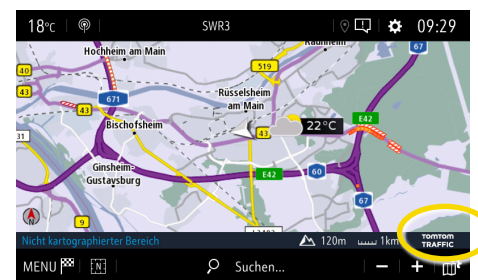 18°C SWR3 09:29
Hochheim am Main
Raunheim
67
519
40
43
671
Rüsselsheim
am Main
43
Bischofsheim
43
22°C
E42
31
Ginsheim-
Gustavsburg
E42
60
67
9
Nicht kartographierter Bereich 120m 1km TOMTOM
TRAFFIC
MENU N Suchen... − +